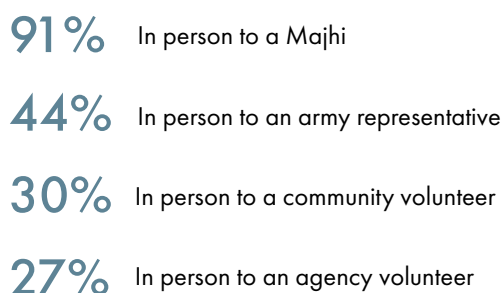 91% In person to a Majhi
44% In person to an army representative
30% In person to a community volunteer
27% In person to an agency volunteer